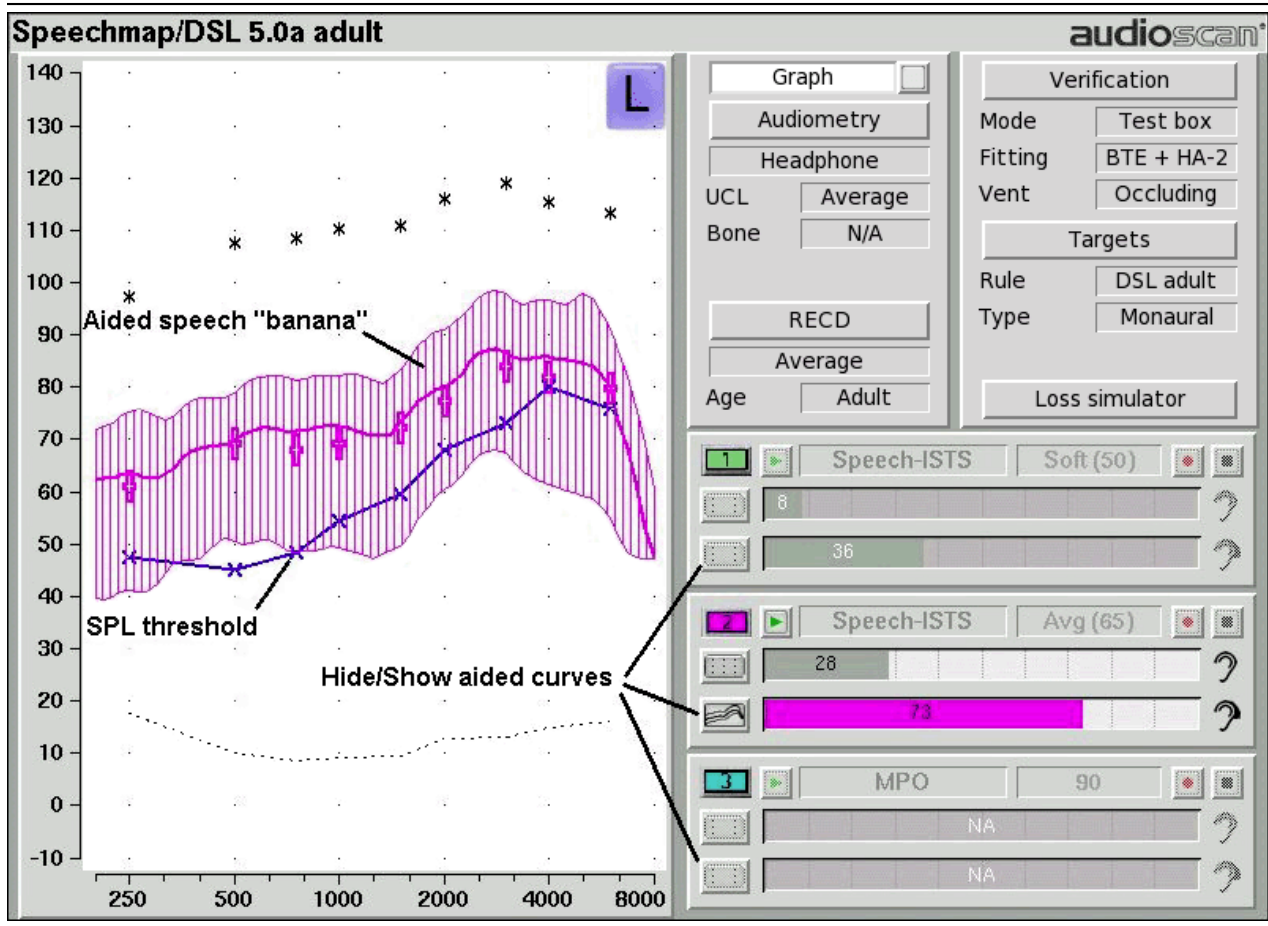 Speechmap/DSL 5.0a adult
audioscan
140
130
120
110
100
90
80
70
60
50
40
30
20
10
0
-10
250 500 1000 2000 4000 8000
L
Aided speech "banana"
SPL threshold
Hide/Show aided curves
Graph
Audiometry
Headphone
UCL Average
Bone N/A
RECD
Average
Age Adult
Verification
Mode Test box
Fitting BTE + HA-2
Vent Occluding
Targets
Rule DSL adult
Type Monaural
Loss simulator
1 Speech-ISTS Soft (50)
8
36
2 Speech-ISTS Avg (65)
28
73
3 MPO 90
NA
NA